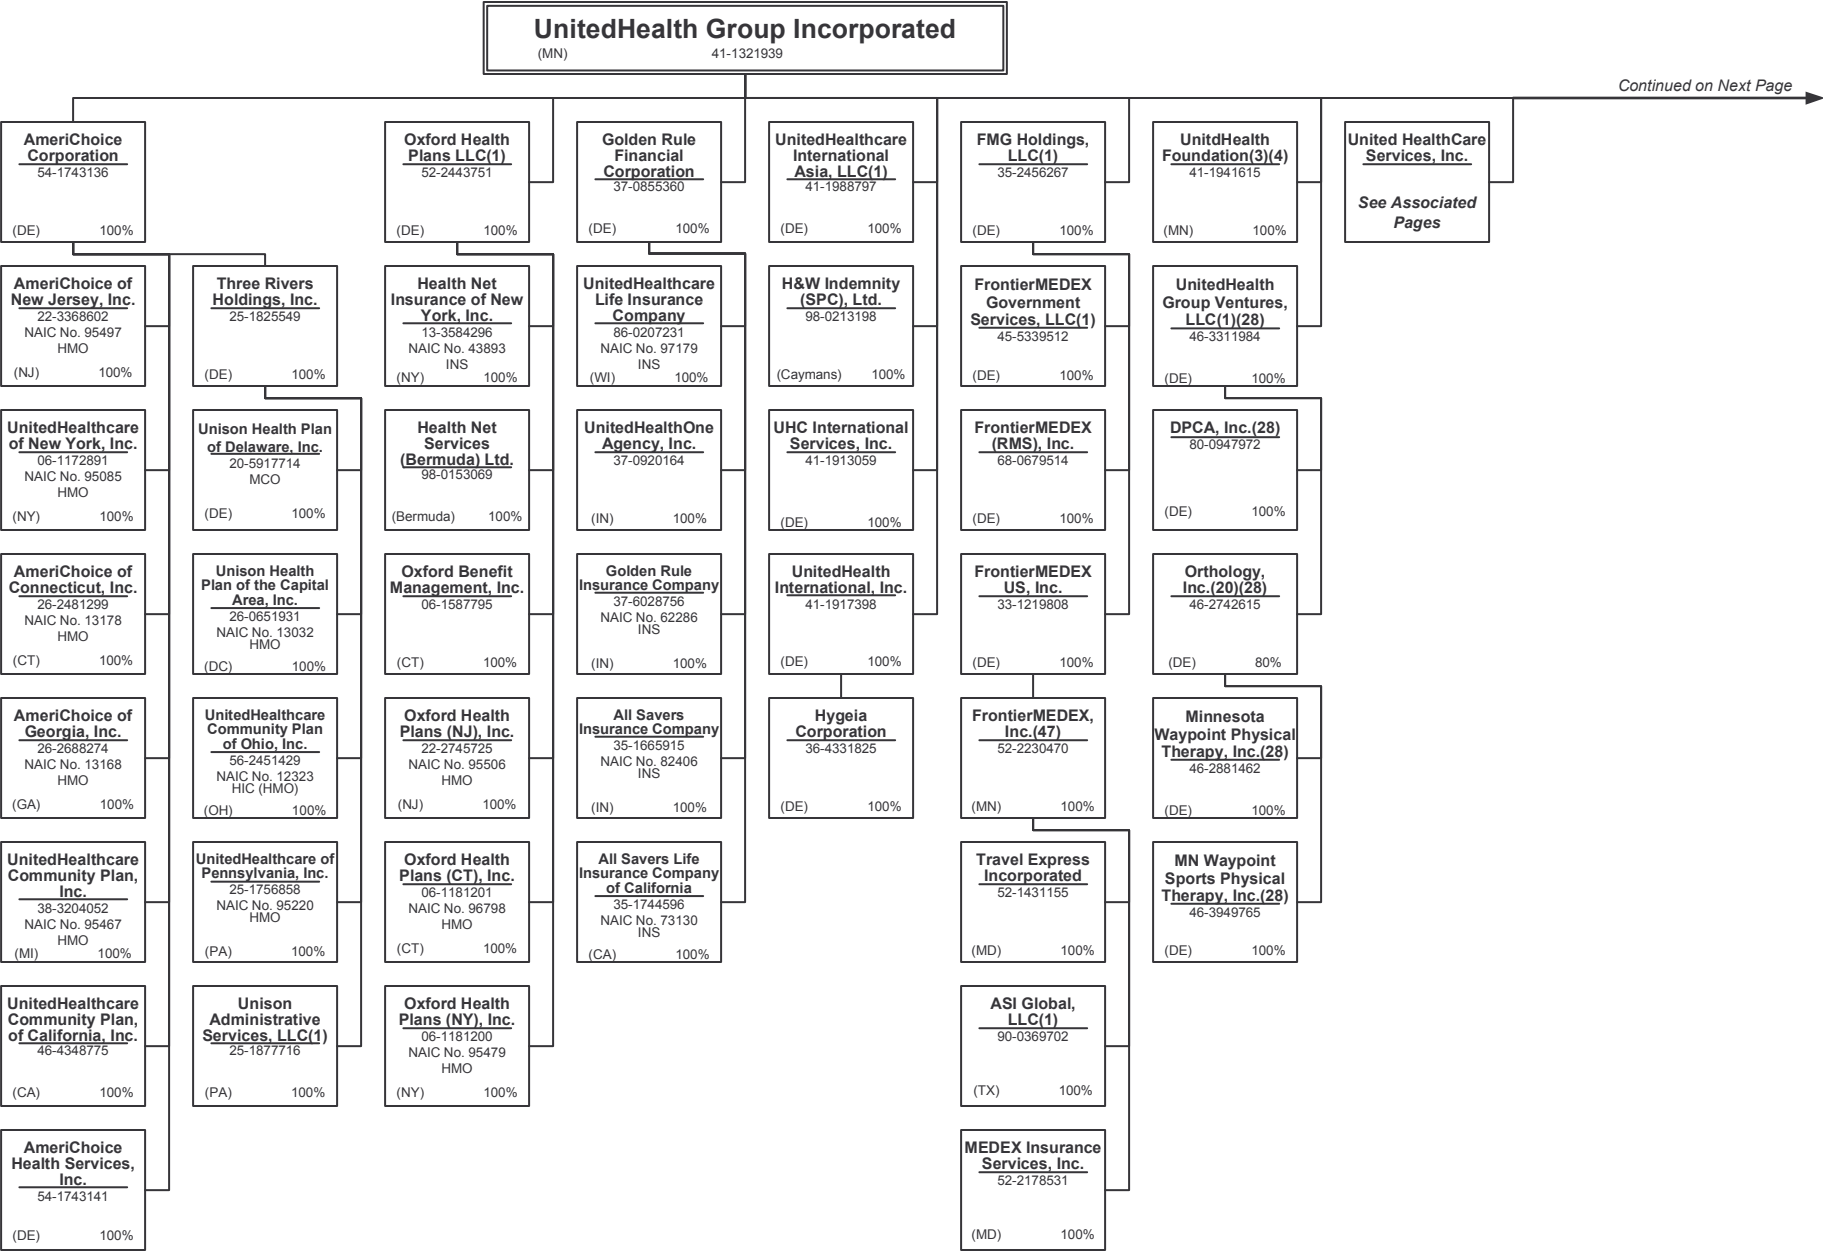 UnitedHealth Group Incorporated
(MN) 41-1321939
Continued on Next Page
AmeriChoice
Corporation
54-1743136
(DE) 100%
AmeriChoice of
New Jersey, Inc.
22-3368602
NAIC No. 95497
HMO
(NJ) 100%
UnitedHealthcare
of New York, Inc.
06-1172891
NAIC No. 95085
HMO
(NY) 100%
AmeriChoice of
Connecticut, Inc.
26-2481299
NAIC No. 13178
HMO
(CT) 100%
AmeriChoice of
Georgia, Inc.
26-2688274
NAIC No. 13168
HMO
(GA) 100%
UnitedHealthcare
Community Plan,
Inc.
38-3204052
NAIC No. 95467
HMO
(MI) 100%
UnitedHealthcare
Community Plan,
of California, Inc.
46-4348775
(CA) 100%
AmeriChoice
Health Services,
Inc.
54-1743141
(DE) 100%
Three Rivers
Holdings, Inc.
25-1825549
(DE) 100%
Unison Health Plan
of Delaware, Inc.
20-5917714
MCO
(DE) 100%
Unison Health
Plan of the Capital
Area, Inc.
26-0651931
NAIC No. 13032
HMO
(DC) 100%
UnitedHealthcare
Community Plan
of Ohio, Inc.
56-2451429
NAIC No. 12323
HIC (HMO)
(OH) 100%
UnitedHealthcare of
Pennsylvania, Inc.
25-1756858
NAIC No. 95220
HMO
(PA) 100%
Unison
Administrative
Services, LLC(1)
25-1877716
(PA) 100%
Oxford Health
Plans LLC(1)
52-2443751
(DE) 100%
Health Net
Insurance of New
York, Inc.
13-3584296
NAIC No. 43893
INS
(NY) 100%
Health Net
Services
(Bermuda) Ltd.
98-0153069
(Bermuda) 100%
Oxford Benefit
Management, Inc.
06-1587795
(CT) 100%
Oxford Health
Plans (NJ), Inc.
22-2745725
NAIC No. 95506
HMO
(NJ) 100%
Oxford Health
Plans (CT), Inc.
06-1181201
NAIC No. 96798
HMO
(CT) 100%
Oxford Health
Plans (NY), Inc.
06-1181200
NAIC No. 95479
HMO
(NY) 100%
Golden Rule
Financial
Corporation
37-0855360
(DE) 100%
UnitedHealthcare
Life Insurance
Company
86-0207231
NAIC No. 97179
INS
(WI) 100%
UnitedHealthOne
Agency, Inc.
37-0920164
(IN) 100%
Golden Rule
Insurance Company
37-6028756
NAIC No. 62286
INS
(IN) 100%
All Savers
Insurance Company
35-1665915
NAIC No. 82406
INS
(IN) 100%
All Savers Life
Insurance Company
of California
35-1744596
NAIC No. 73130
INS
(CA) 100%
UnitedHealthcare
International
Asia, LLC(1)
41-1988797
(DE) 100%
H&W Indemnity
(SPC), Ltd.
98-0213198
(Caymans) 100%
UHC International
Services, Inc.
41-1913059
(DE) 100%
UnitedHealth
International, Inc.
41-1917398
(DE) 100%
Hygeia
Corporation
36-4331825
(DE) 100%
FMG Holdings,
LLC(1)
35-2456267
(DE) 100%
FrontierMEDEX
Government
Services, LLC(1)
45-5339512
(DE) 100%
FrontierMEDEX
(RMS), Inc.
68-0679514
(DE) 100%
FrontierMEDEX
US, Inc.
33-1219808
(DE) 100%
FrontierMEDEX,
Inc.(47)
52-2230470
(MN) 100%
Travel Express
Incorporated
52-1431155
(MD) 100%
ASI Global,
LLC(1)
90-0369702
(TX) 100%
MEDEX Insurance
Services, Inc.
52-2178531
(MD) 100%
UnitdHealth
Foundation(3)(4)
41-1941615
(MN) 100%
UnitedHealth
Group Ventures,
LLC(1)(28)
46-3311984
(DE) 100%
DPCA, Inc.(28)
80-0947972
(DE) 100%
Orthology,
Inc.(20)(28)
46-2742615
(DE) 80%
Minnesota
Waypoint Physical
Therapy, Inc.(28)
46-2881462
(DE) 100%
MN Waypoint
Sports Physical
Therapy, Inc.(28)
46-3949765
(DE) 100%
United HealthCare
Services, Inc.
See Associated
Pages